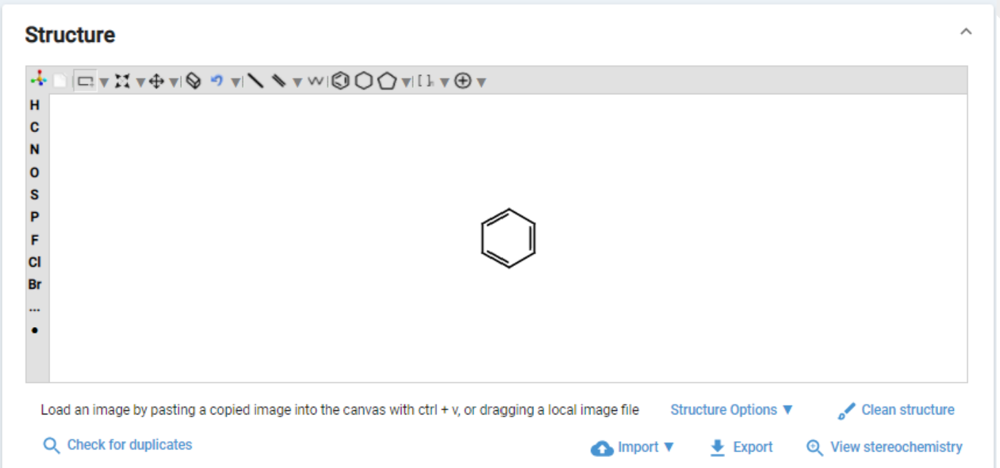 Structure
[ ]n
H
C
N
O
S
P
F
Cl
Br
...
Load an image by pasting a copied image into the canvas with ctrl + v, or dragging a local image file
Structure Options ▼
Clean structure
Check for duplicates
Import ▼
Export
View stereochemistry